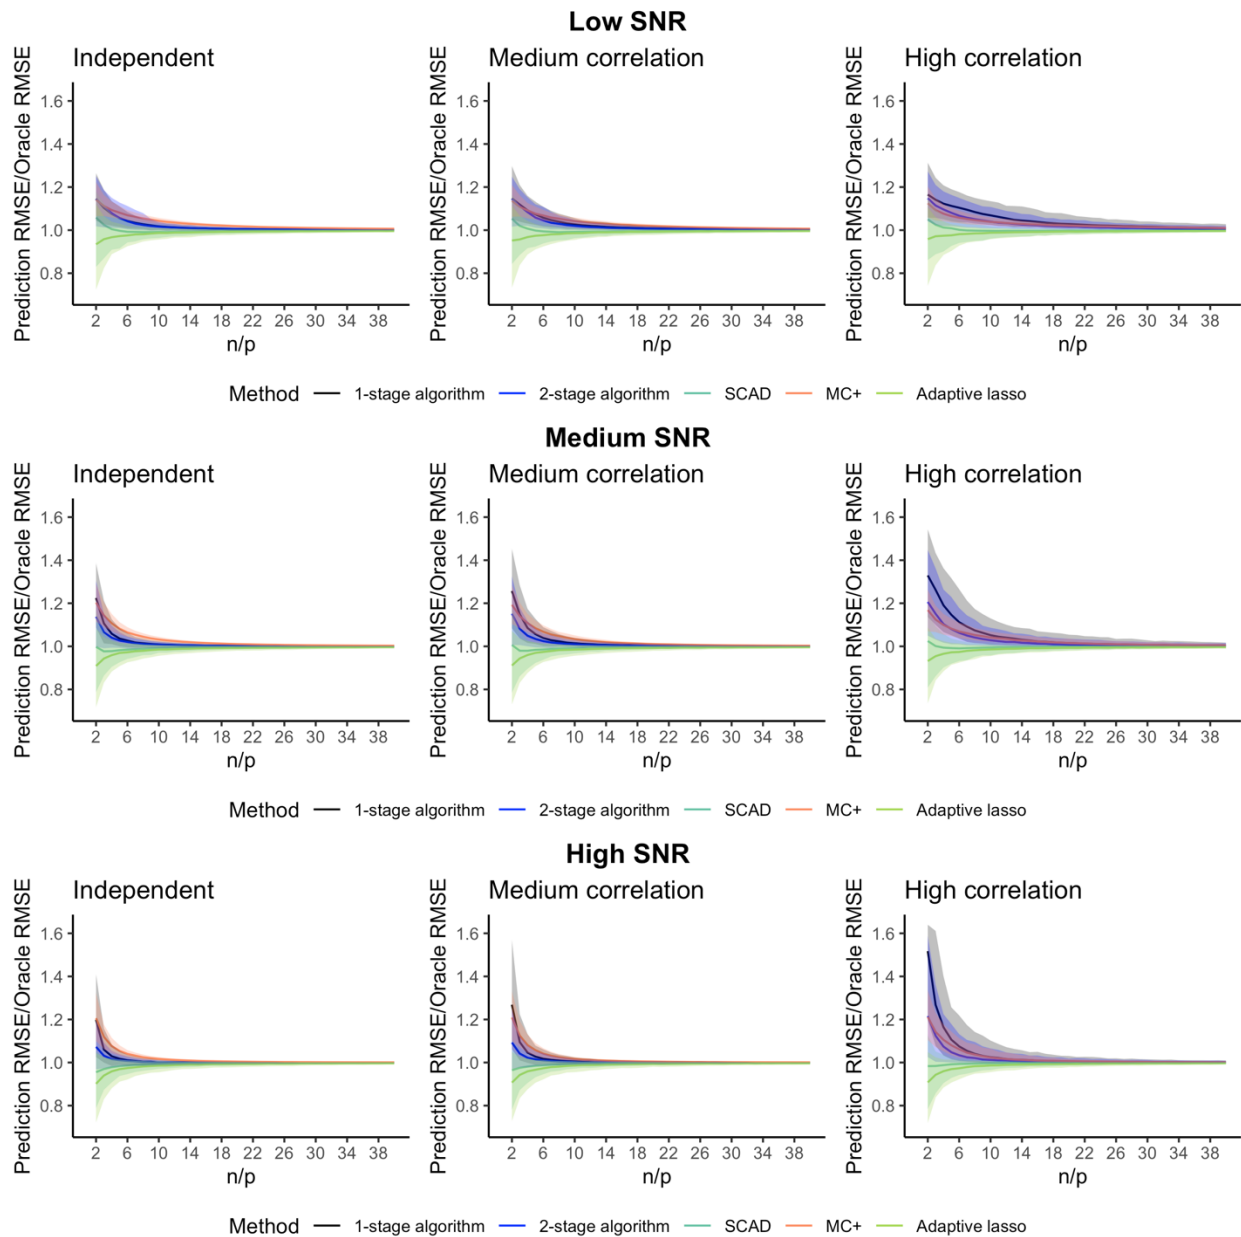 Low SNR
Independent Medium correlation High correlation
Prediction RMSE/Oracle RMSE Prediction RMSE/Oracle RMSE Prediction RMSE/Oracle RMSE
1.6 1.6 1.6
1.4 1.4 1.4
1.2 1.2 1.2
1.0 1.0 1.0
0.8 0.8 0.8
2 6 10 14 18 22 26 30 34 38 2 6 10 14 18 22 26 30 34 38 2 6 10 14 18 22 26 30 34 38
n/p n/p n/p
Method 1-stage algorithm 2-stage algorithm SCAD MC+ Adaptive lasso
Medium SNR
Independent Medium correlation High correlation
Prediction RMSE/Oracle RMSE Prediction RMSE/Oracle RMSE Prediction RMSE/Oracle RMSE
1.6 1.6 1.6
1.4 1.4 1.4
1.2 1.2 1.2
1.0 1.0 1.0
0.8 0.8 0.8
2 6 10 14 18 22 26 30 34 38 2 6 10 14 18 22 26 30 34 38 2 6 10 14 18 22 26 30 34 38
n/p n/p n/p
Method 1-stage algorithm 2-stage algorithm SCAD MC+ Adaptive lasso
High SNR
Independent Medium correlation High correlation
Prediction RMSE/Oracle RMSE Prediction RMSE/Oracle RMSE Prediction RMSE/Oracle RMSE
1.6 1.6 1.6
1.4 1.4 1.4
1.2 1.2 1.2
1.0 1.0 1.0
0.8 0.8 0.8
2 6 10 14 18 22 26 30 34 38 2 6 10 14 18 22 26 30 34 38 2 6 10 14 18 22 26 30 34 38
n/p n/p n/p
Method 1-stage algorithm 2-stage algorithm SCAD MC+ Adaptive lasso